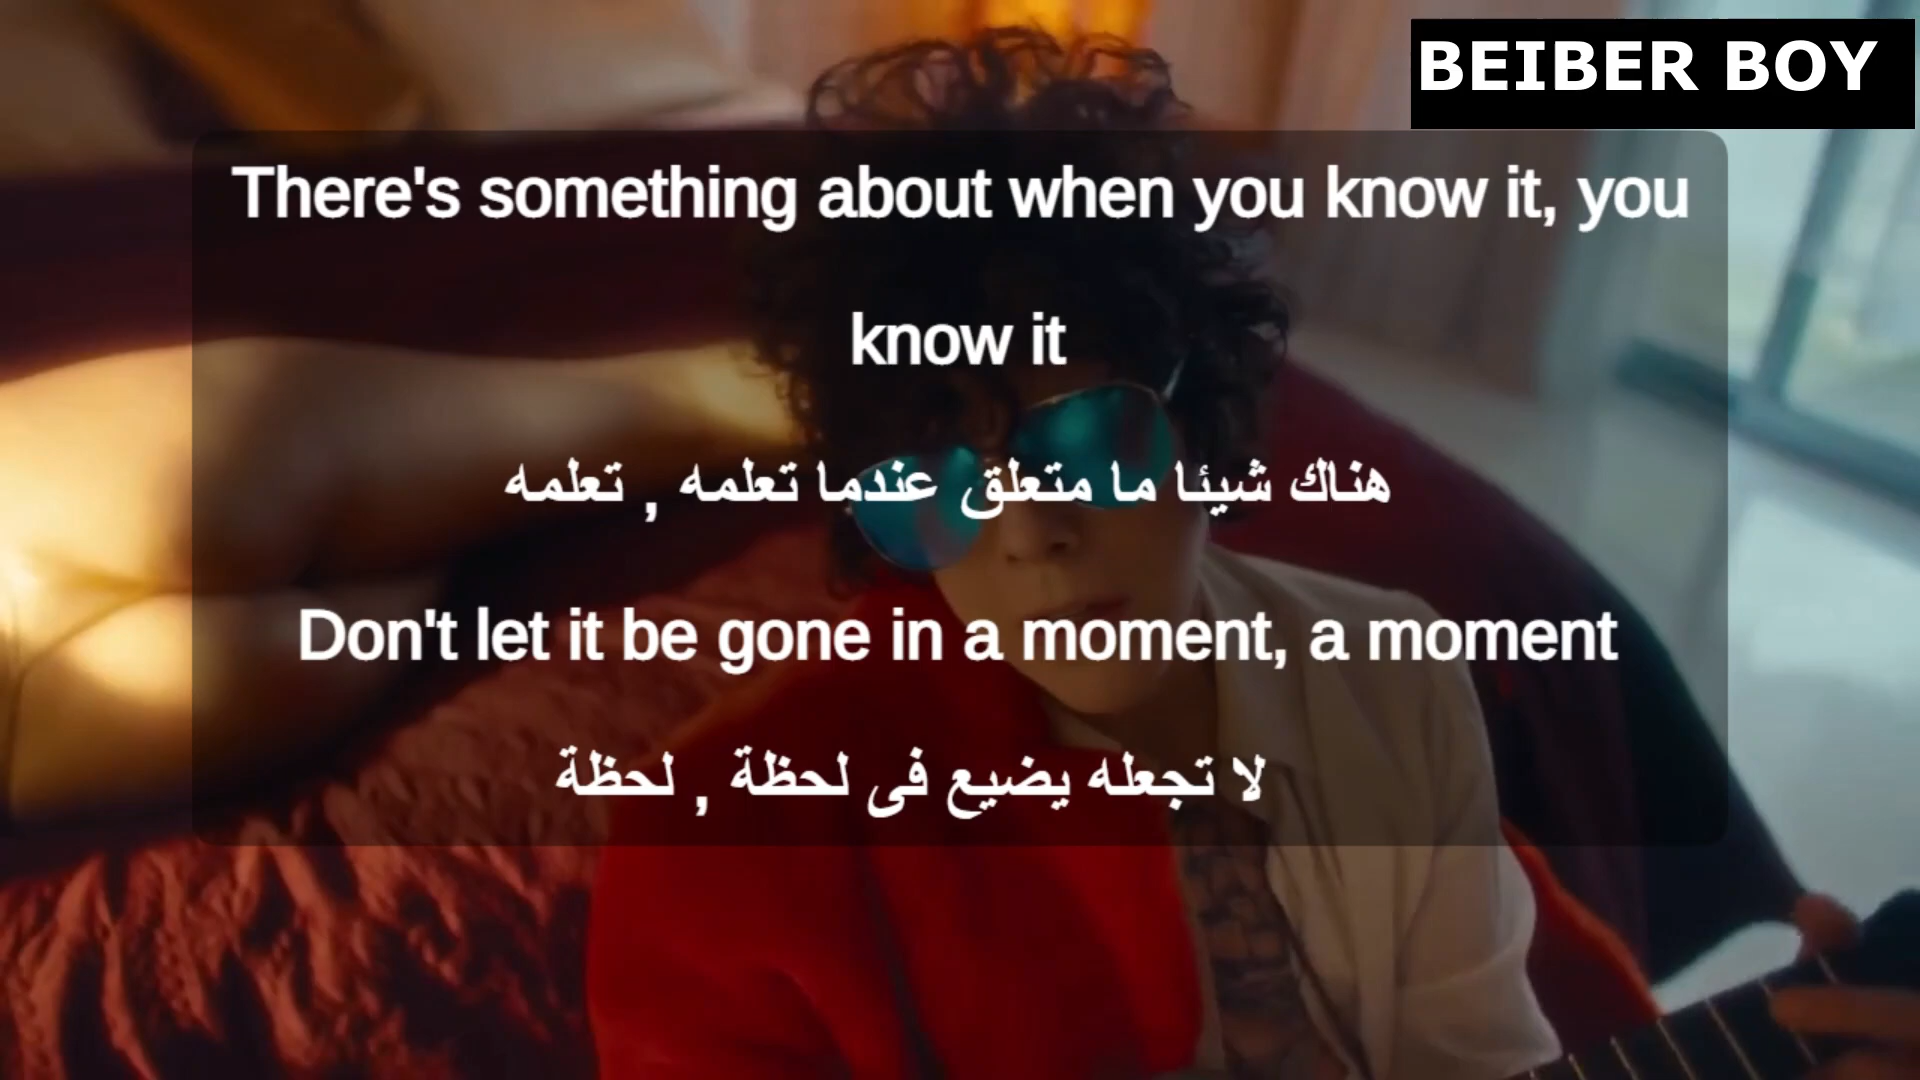 BEIBER BOY
There's something about when you know it, you
know it
هناك شيئا ما متعلق عندما تعلمه , تعلمه
Don't let it be gone in a moment, a moment
لا تجعله يضيع فى لحظة , لحظة